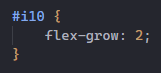 #i10 {
    flex-grow: 2;
}